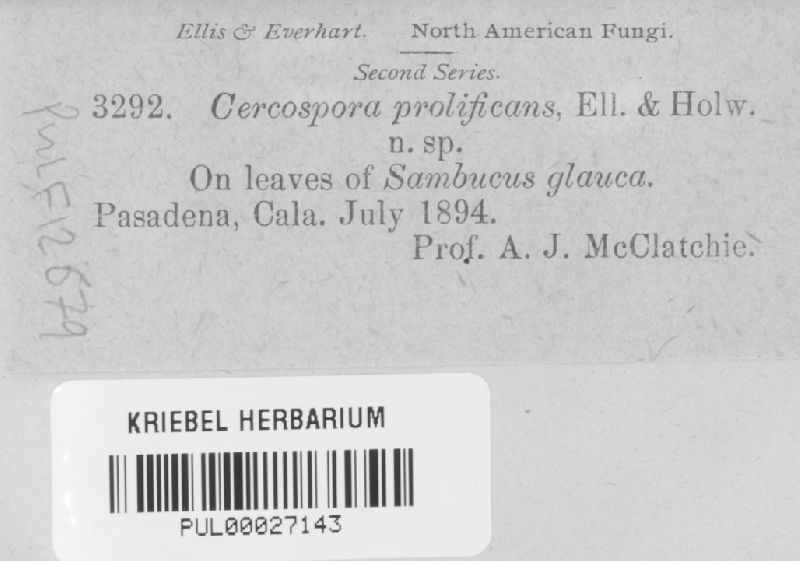 Ellis & Everhart. North American Fungi.
Second Series.
3292. Cercospora prolificans, Ell. & Holw.
n. sp.
On leaves of Sambucus glauca.
Pasadena, Cala. July 1894.
Prof. A. J. McClatchie.
PUL F12679
KRIEBEL HERBARIUM
PUL00027143